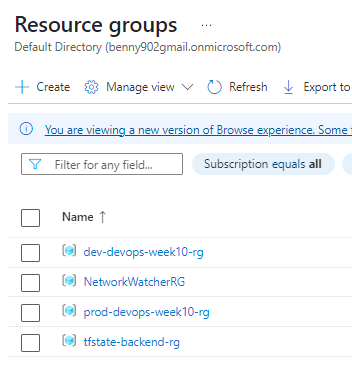 Resource groups ...
Default Directory (benny902gmail.onmicrosoft.com)
+ Create Manage view Refresh Export to
You are viewing a new version of Browse experience. Some
Filter for any field... Subscription equals all
Name ↑
dev-devops-week10-rg
NetworkWatcherRG
prod-devops-week10-rg
tfstate-backend-rg